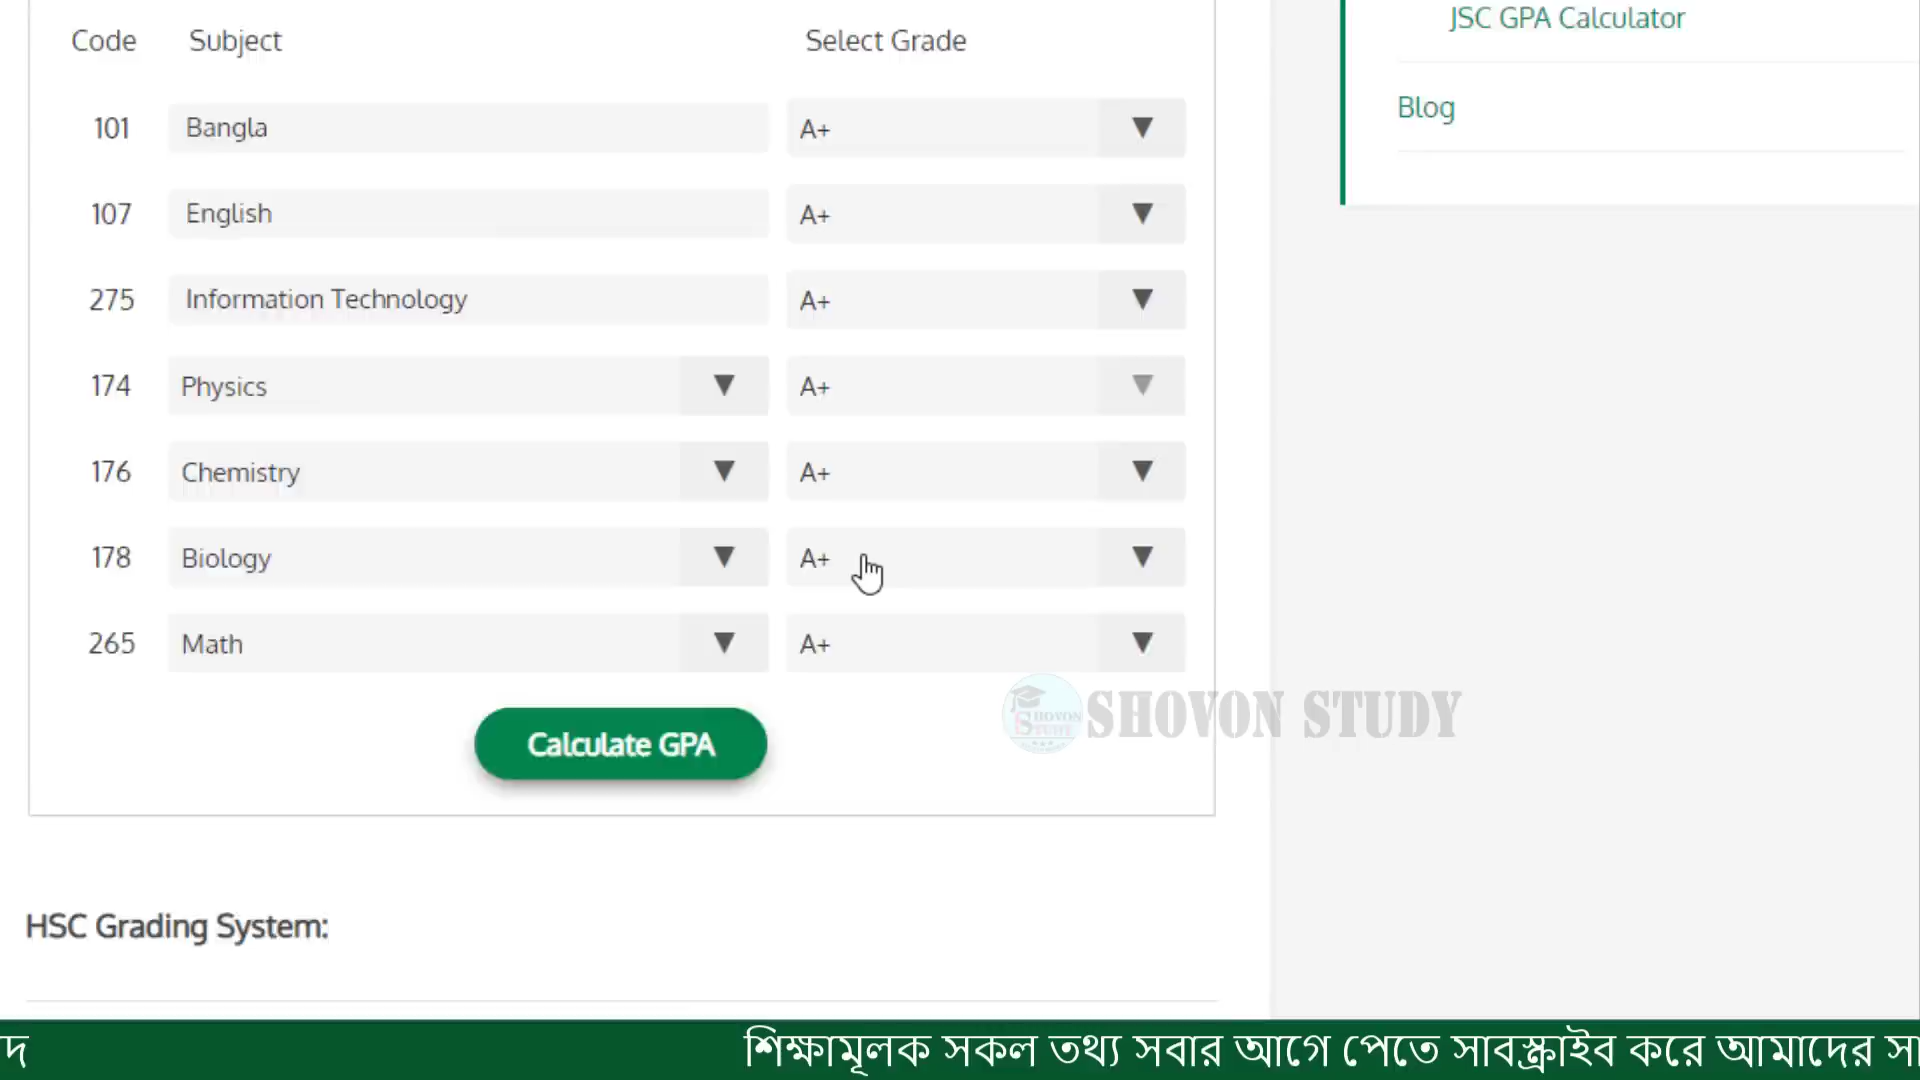 JSC GPA Calculator
Code Subject Select Grade
Blog
101 Bangla A+
107 English A+
275 Information Technology A+
174 Physics A+
176 Chemistry A+
178 Biology A+
265 Math A+
SHOVON STUDY
SHOVON STUDY
Calculate GPA
HSC Grading System:
শিক্ষামূলক সকল তথ্য সবার আগে পেতে সাবস্ক্রাইব করে আমাদের